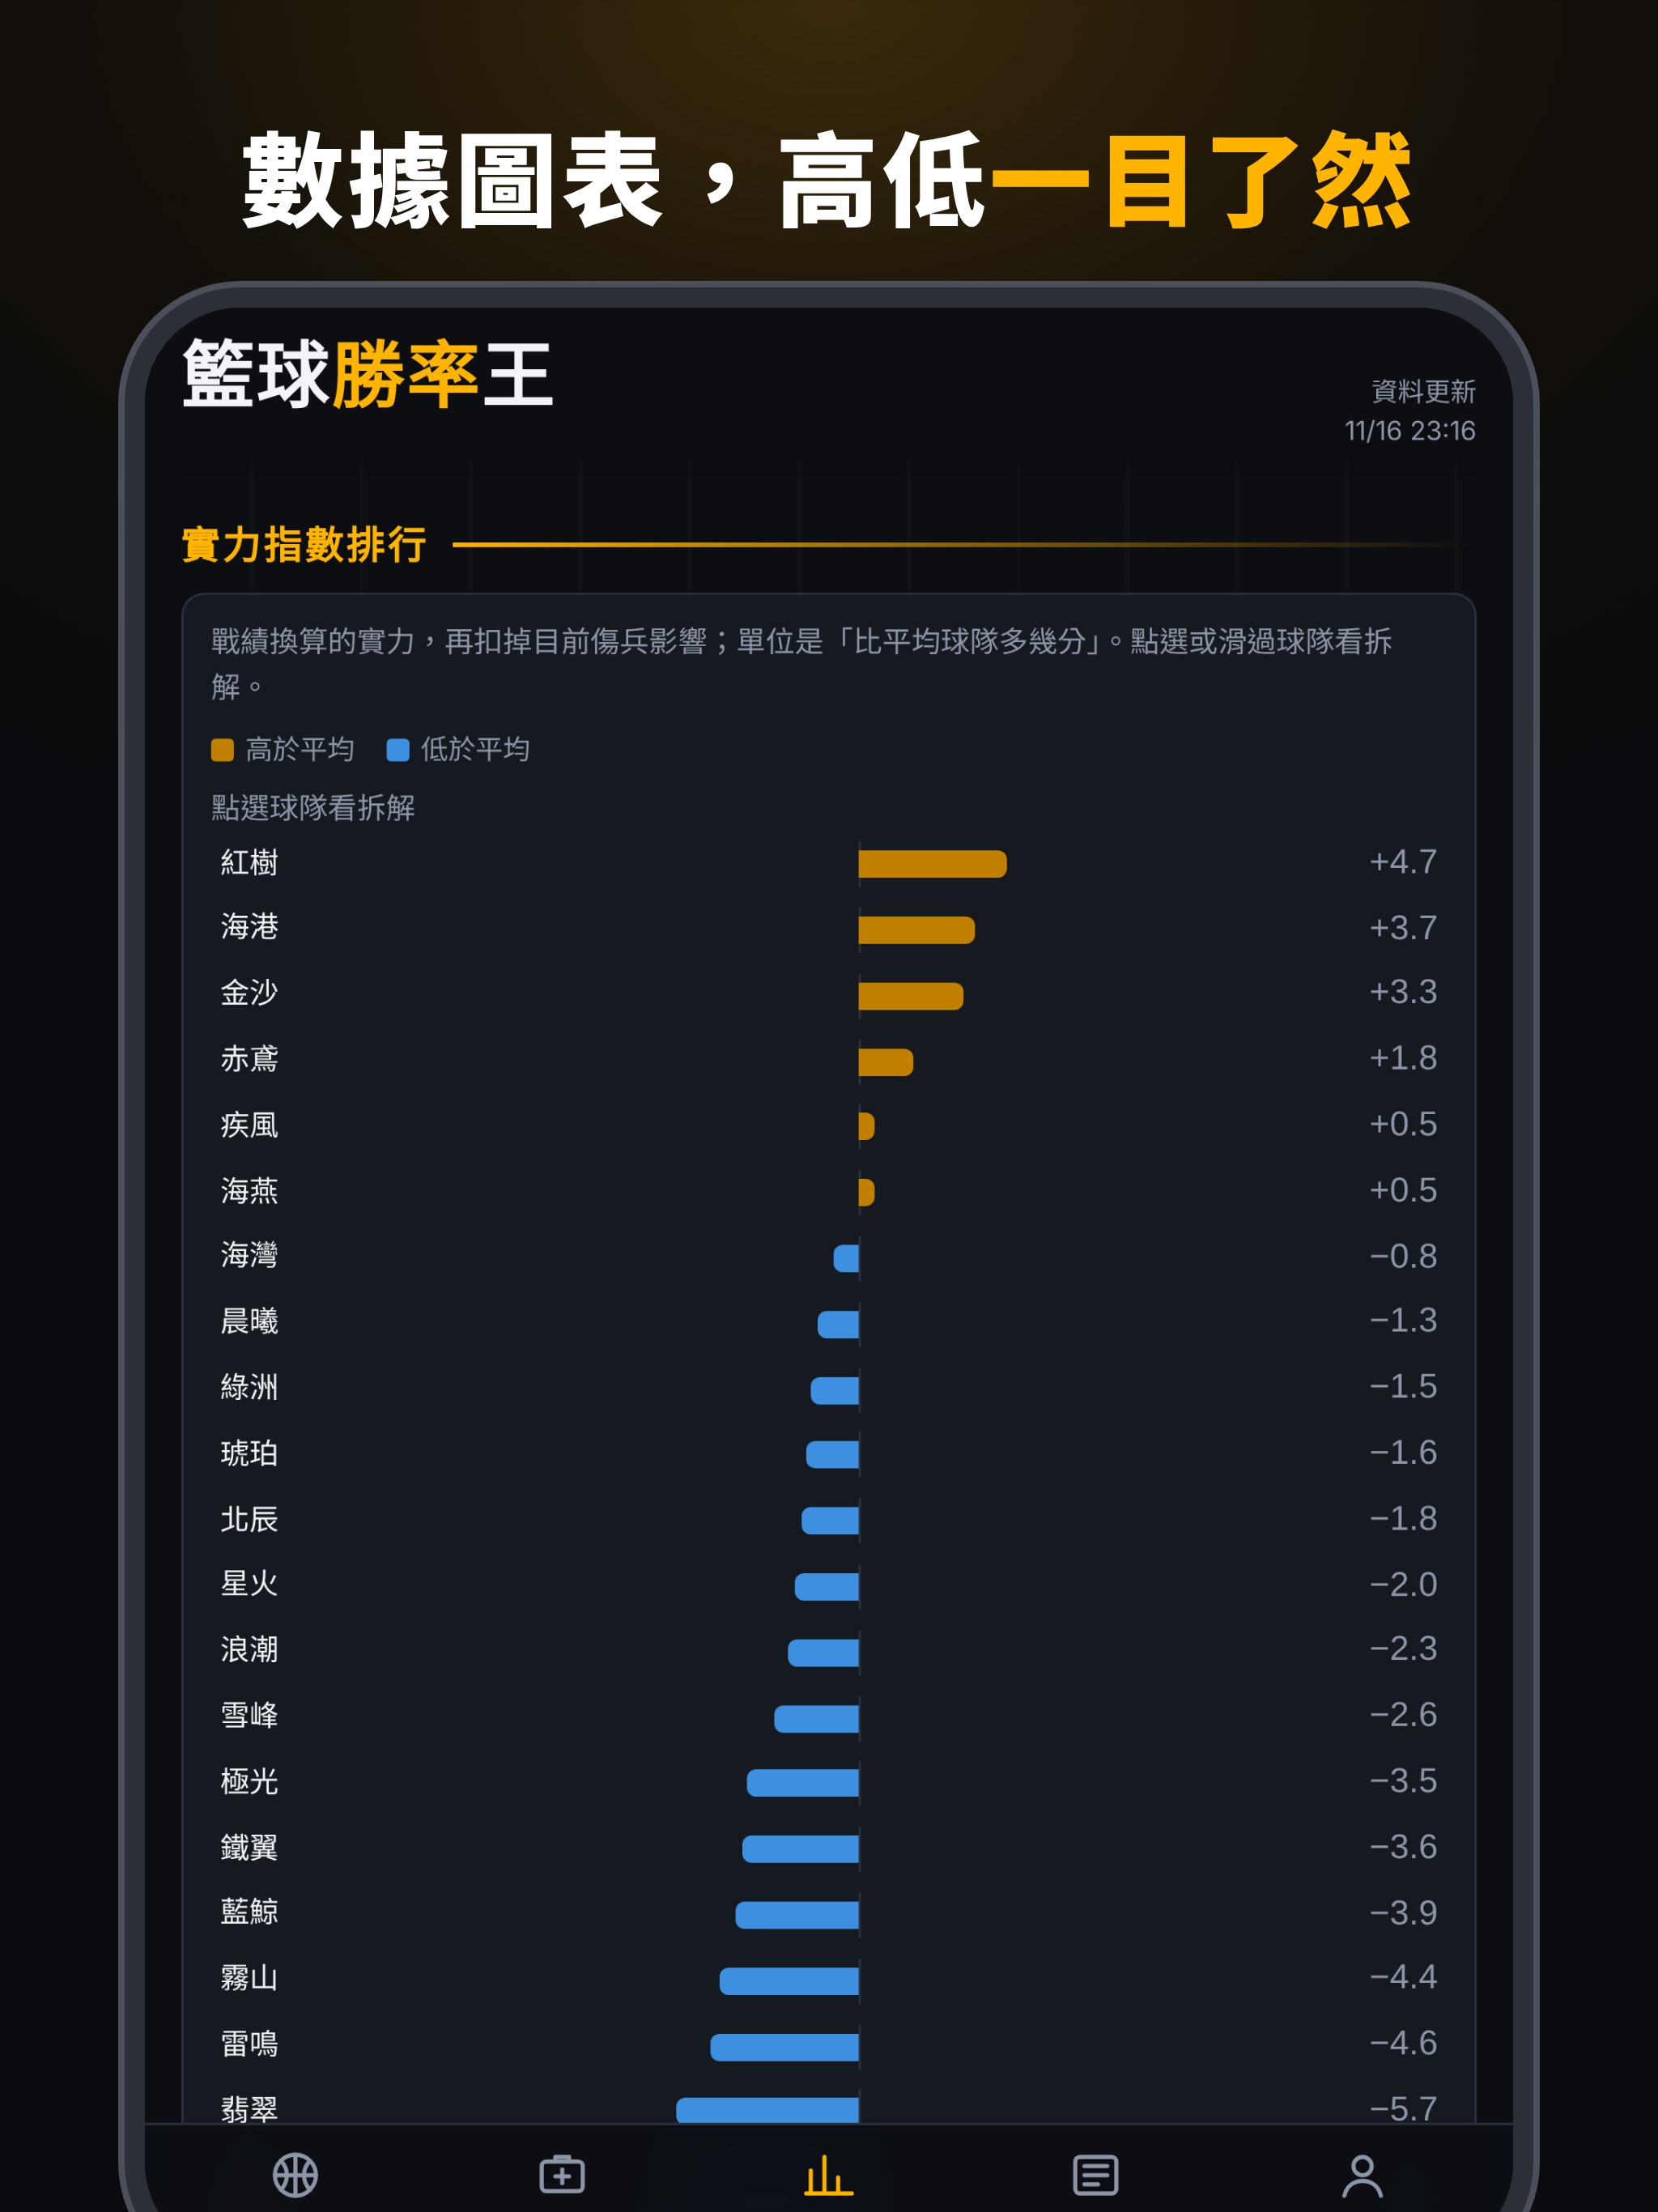 數據圖表，高低一目了然
籃球勝率王
資料更新
11/16 23:16
實力指數排行
戰績換算的實力，再扣掉目前傷兵影響；單位是「比平均球隊多幾分」。點選或滑過球隊看拆
解。
高於平均 低於平均
點選球隊看拆解
紅樹 +4.7
海港 +3.7
金沙 +3.3
赤鳶 +1.8
疾風 +0.5
海燕 +0.5
海灣 −0.8
晨曦 −1.3
綠洲 −1.5
琥珀 −1.6
北辰 −1.8
星火 −2.0
浪潮 −2.3
雪峰 −2.6
極光 −3.5
鐵翼 −3.6
藍鯨 −3.9
霧山 −4.4
雷鳴 −4.6
翡翠 −5.7